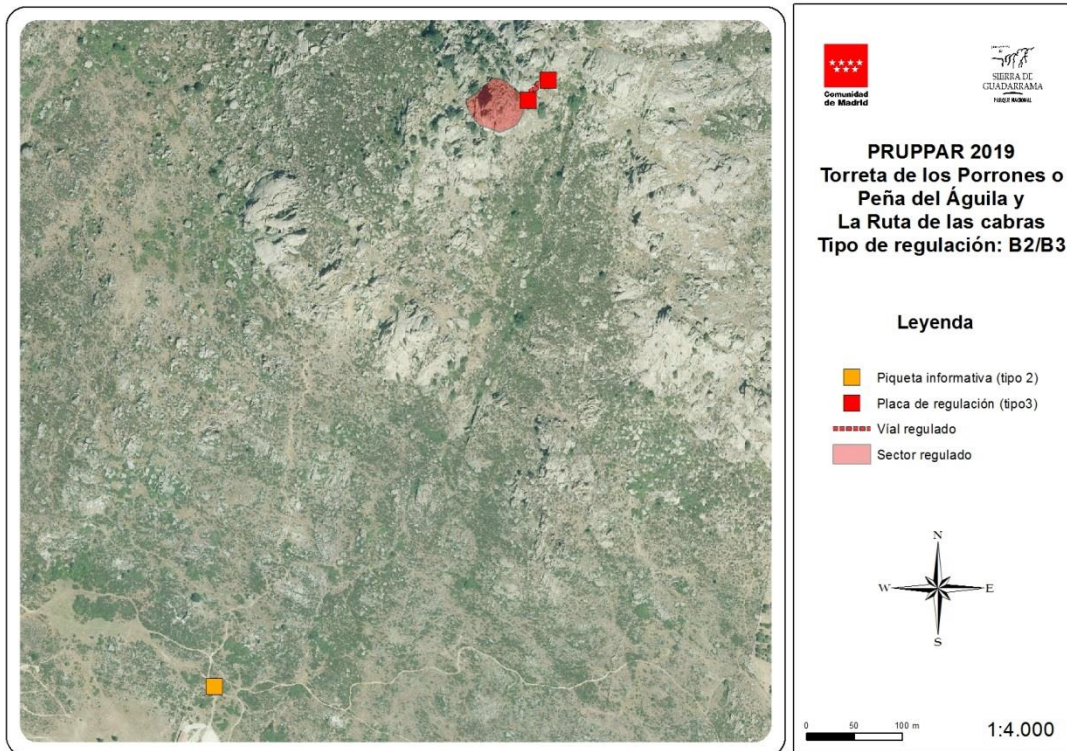 Comunidad
de Madrid
SIERRA DE
GUADARRAMA
PARQUE NACIONAL
PRUPPAR 2019
Torreta de los Porrones o
Peña del Águila y
La Ruta de las cabras
Tipo de regulación: B2/B3
Leyenda
Piqueta informativa (tipo 2)
Placa de regulación (tipo3)
Víal regulado
Sector regulado
N
W
E
S
0 50 100 m
1:4.000